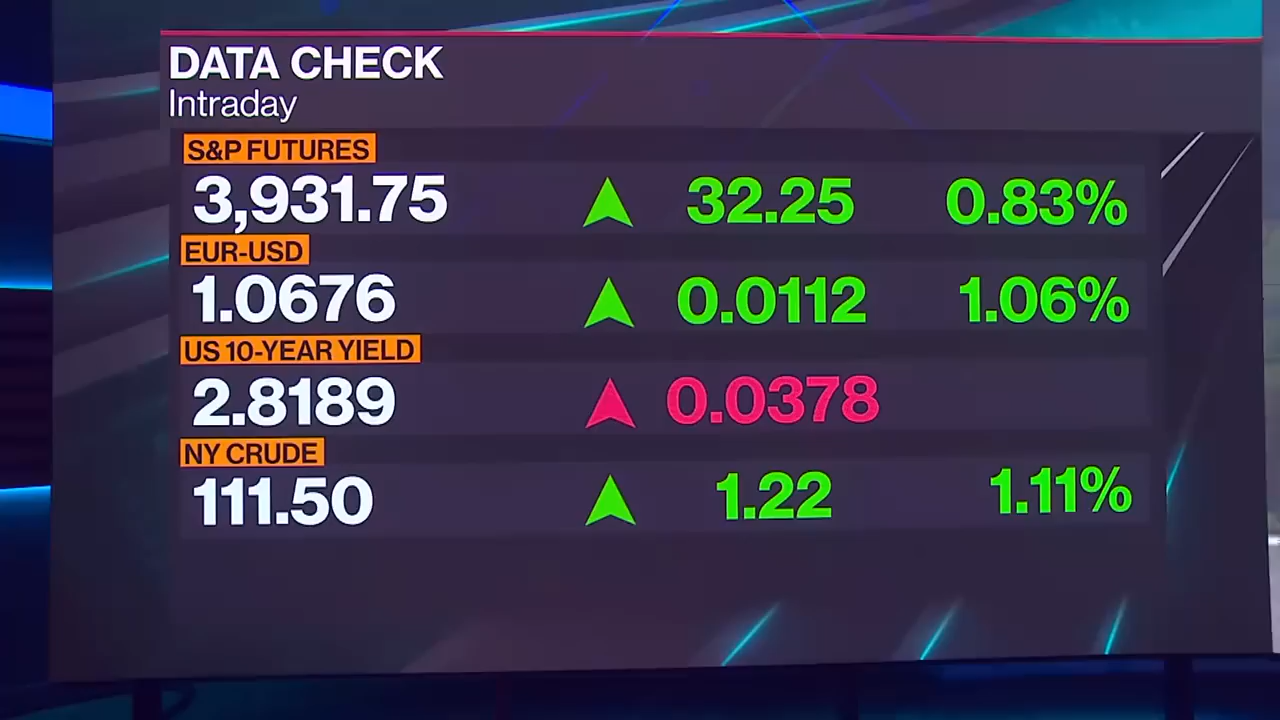 DATA CHECK
Intraday
S&P FUTURES
3,931.75 ▲ 32.25 0.83%
EUR-USD
1.0676 ▲ 0.0112 1.06%
US 10-YEAR YIELD
2.8189 ▲ 0.0378
NY CRUDE
111.50 ▲ 1.22 1.11%